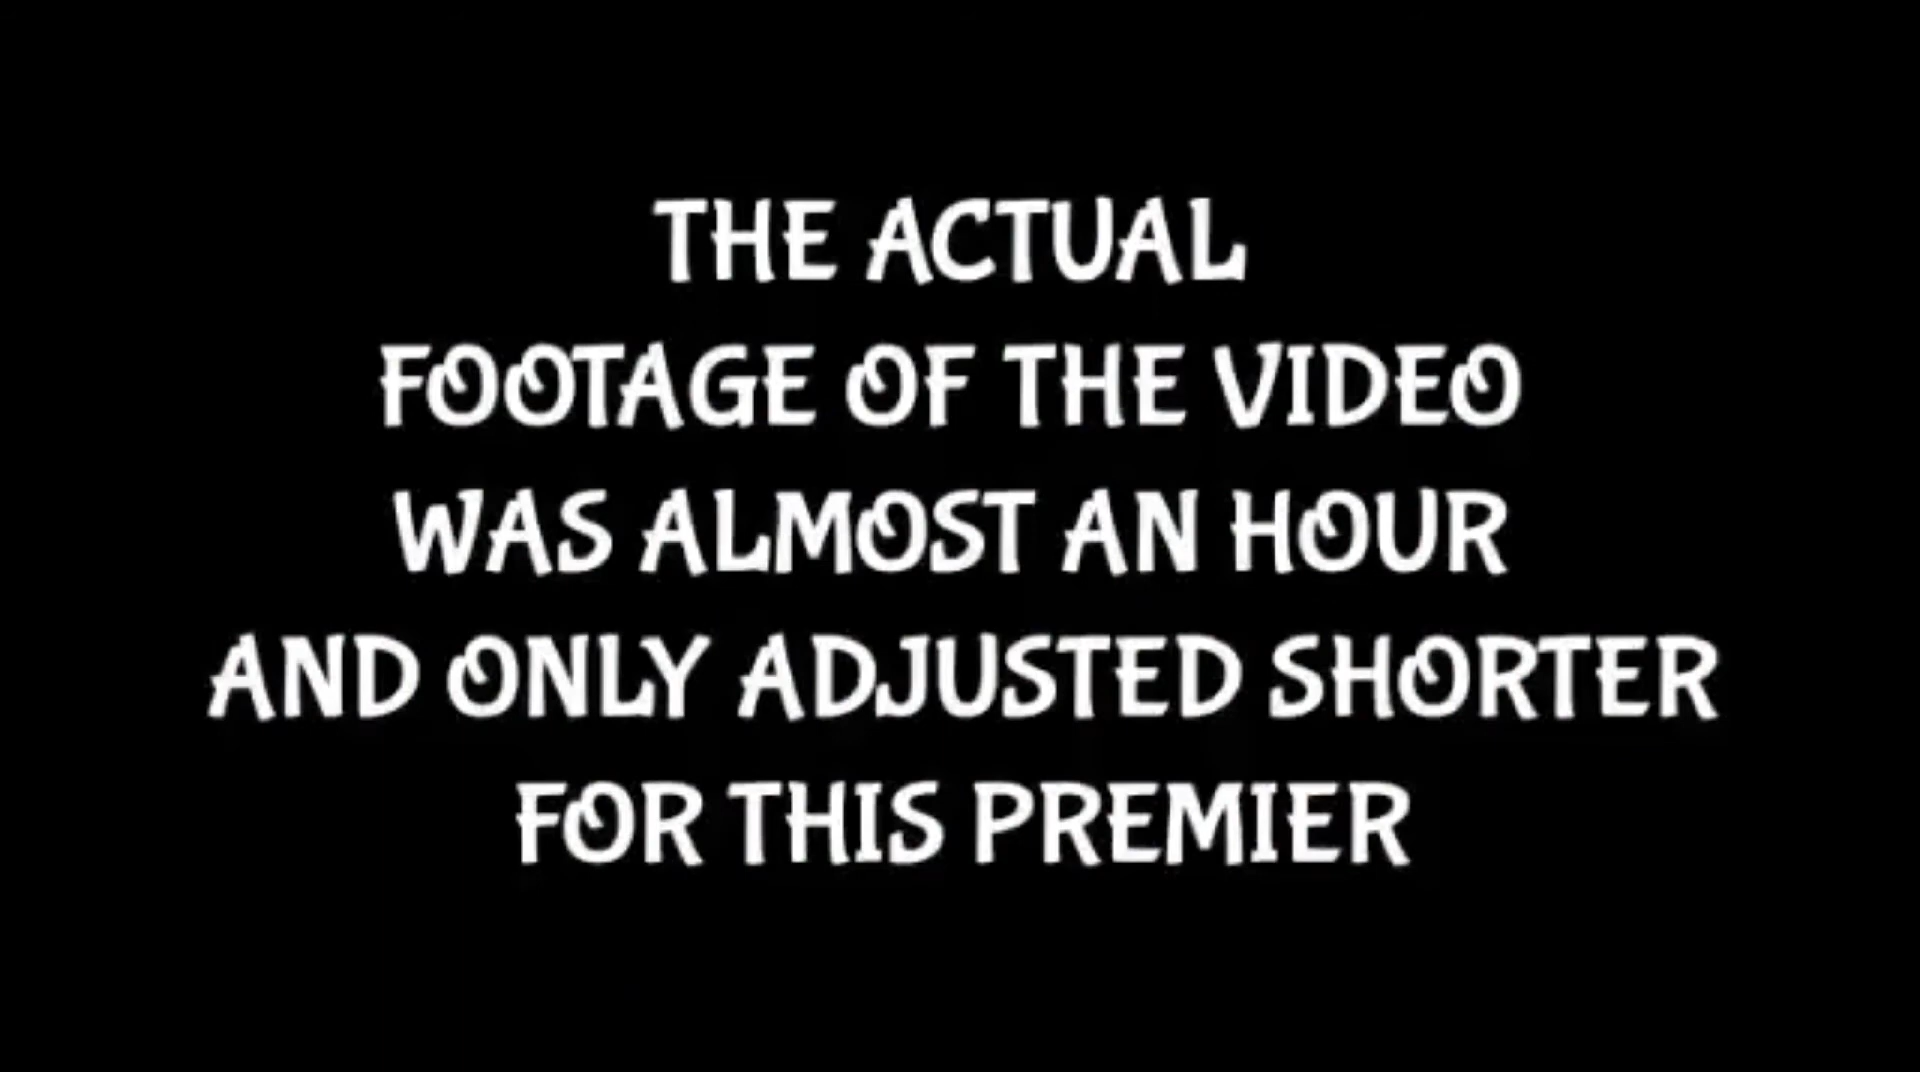 THE ACTUAL
FOOTAGE OF THE VIDEO
WAS ALMOST AN HOUR
AND ONLY ADJUSTED SHORTER
FOR THIS PREMIER